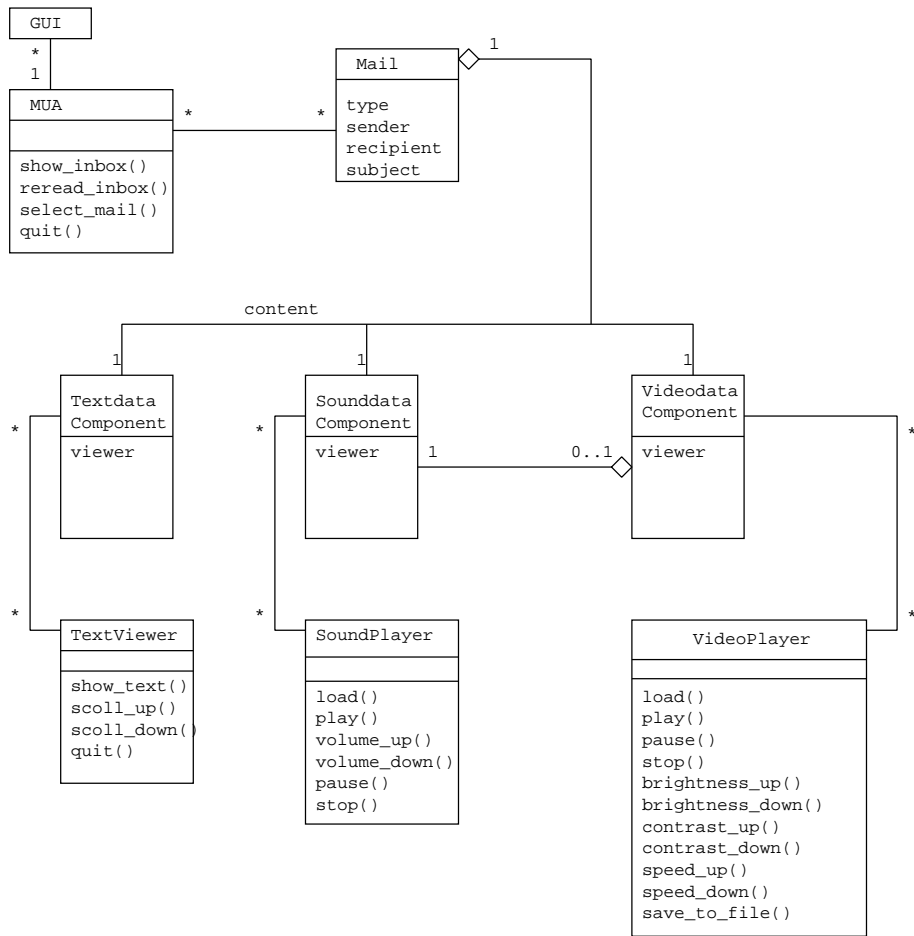 GUI
*
1
MUA
show_inbox()
reread_inbox()
select_mail()
quit()
*
*
Mail
type
sender
recipient
subject
1
content
1
1
1
Textdata
Component
viewer
*
*
Sounddata
Component
viewer
*
*
1
0..1
Videodata
Component
viewer
*
*
TextViewer
show_text()
scoll_up()
scoll_down()
quit()
SoundPlayer
load()
play()
volume_up()
volume_down()
pause()
stop()
VideoPlayer
load()
play()
pause()
stop()
brightness_up()
brightness_down()
contrast_up()
contrast_down()
speed_up()
speed_down()
save_to_file()